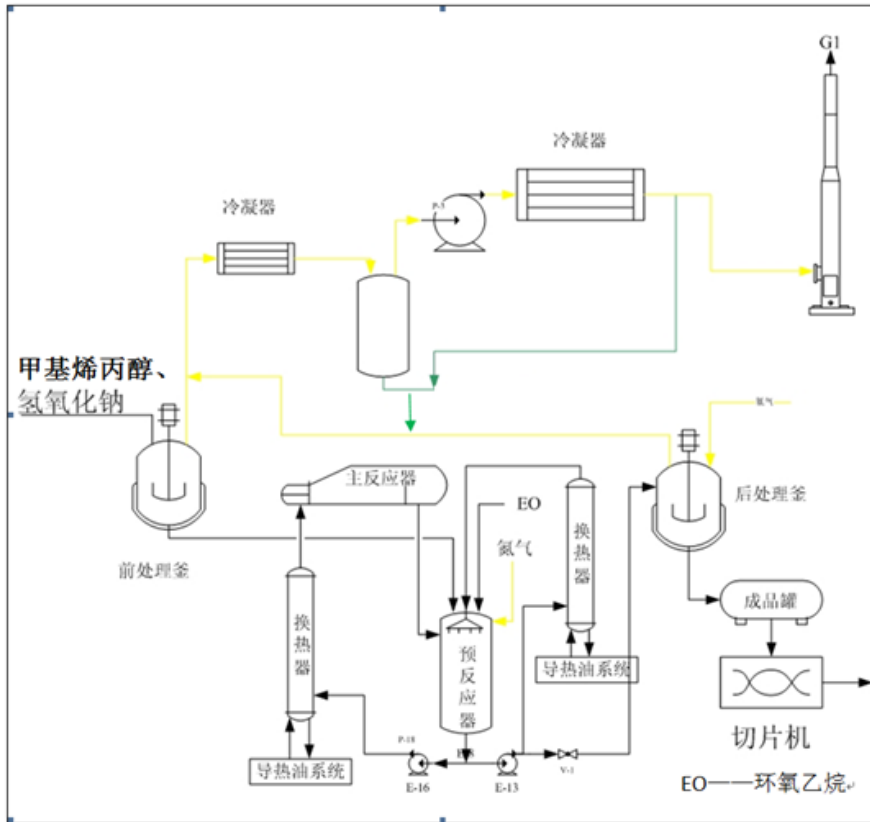 G1
冷凝器
冷凝器
P-3
甲基烯丙醇、
氢氧化钠
氮气
主反应器
EO
后处理釜
换热器
氮气
前处理釜
成品罐
换热器
预反应器
导热油系统
切片机
P-18
导热油系统
E-16
E-13
V-1
EO——环氧乙烷